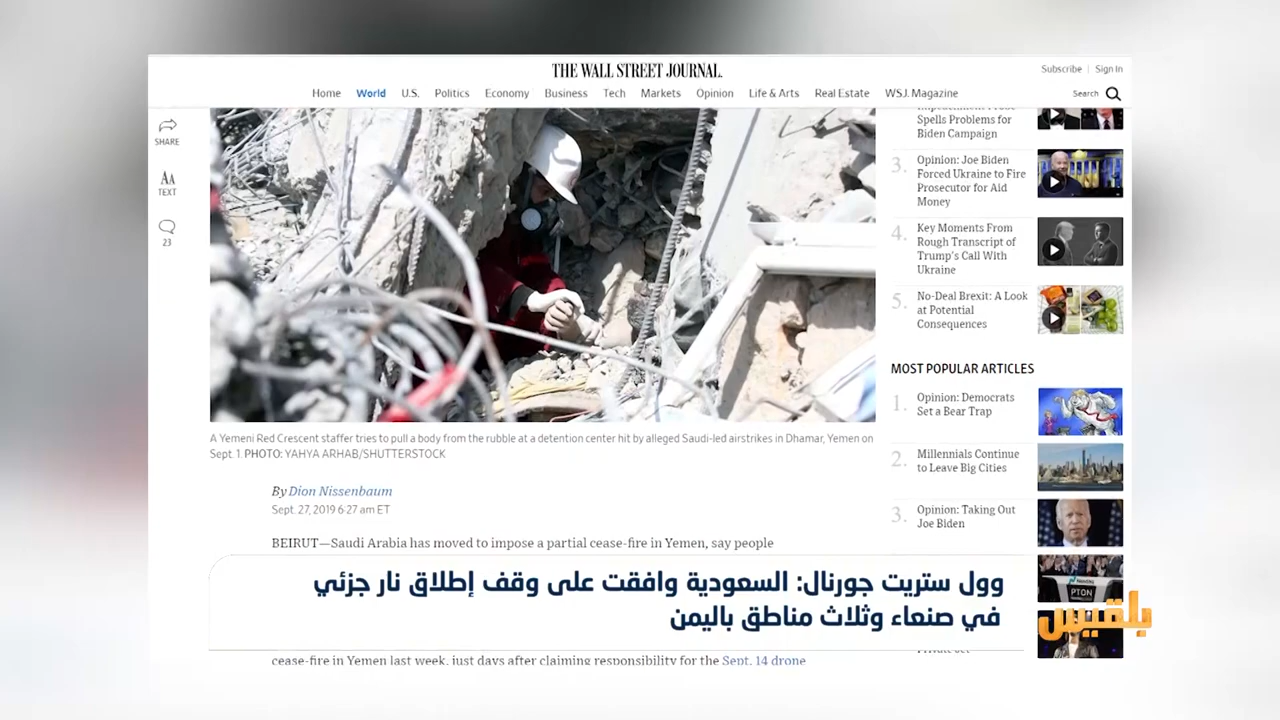 THE WALL STREET JOURNAL.
Subscribe | Sign In
Home World U.S. Politics Economy Business Tech Markets Opinion Life & Arts Real Estate WSJ. Magazine
Search
SHARE
AA
TEXT
23
Spells Problems for
Biden Campaign
3. Opinion: Joe Biden
Forced Ukraine to Fire
Prosecutor for Aid
Money
4. Key Moments From
Rough Transcript of
Trump's Call With
Ukraine
5. No-Deal Brexit: A Look
at Potential
Consequences
MOST POPULAR ARTICLES
1. Opinion: Democrats
Set a Bear Trap
2. Millennials Continue
to Leave Big Cities
3. Opinion: Taking Out
Joe Biden
A Yemeni Red Crescent staffer tries to pull a body from the rubble at a detention center hit by alleged Saudi-led airstrikes in Dhamar, Yemen on
Sept. 1. PHOTO: YAHYA ARHAB/SHUTTERSTOCK
By Dion Nissenbaum
Sept. 27, 2019 6:27 am ET
BEIRUT—Saudi Arabia has moved to impose a partial cease-fire in Yemen, say people
وول ستريت جورنال: السعودية وافقت على وقف إطلاق نار جزئي
في صنعاء وثلاث مناطق باليمن
PTON
بلقيس
cease-fire in Yemen last week, just days after claiming responsibility for the Sept. 14 drone